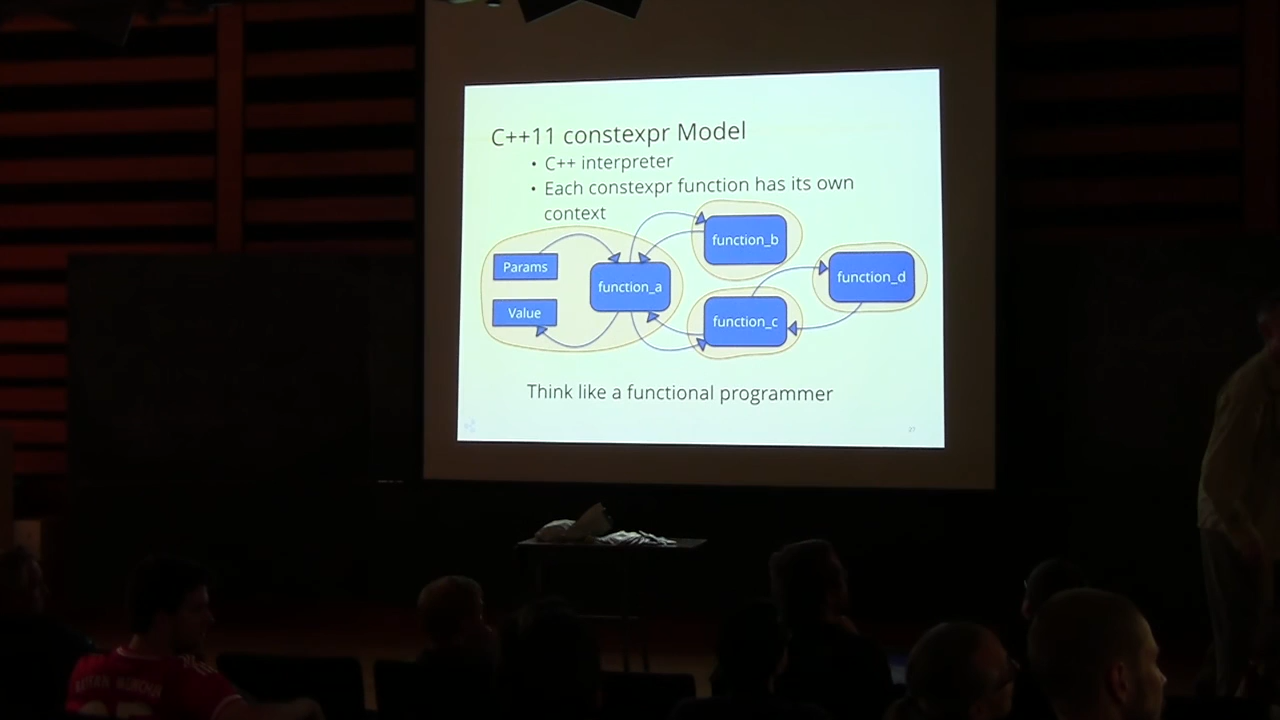 C++11 constexpr Model
• C++ interpreter
• Each constexpr function has its own
context
function_b
Params
function_a
function_d
Value
function_c
Think like a functional programmer
27